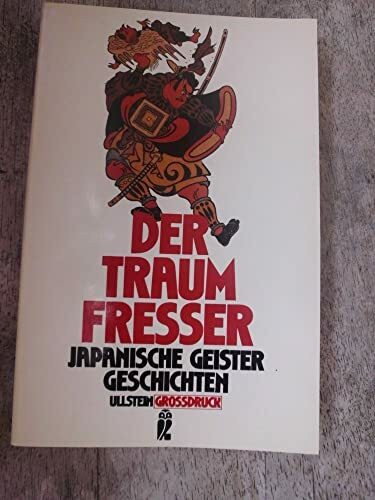 DER
TRAUM
FRESSER
JAPANISCHE GEISTER
GESCHICHTEN
ULLSTEIN GROSSDRUCK